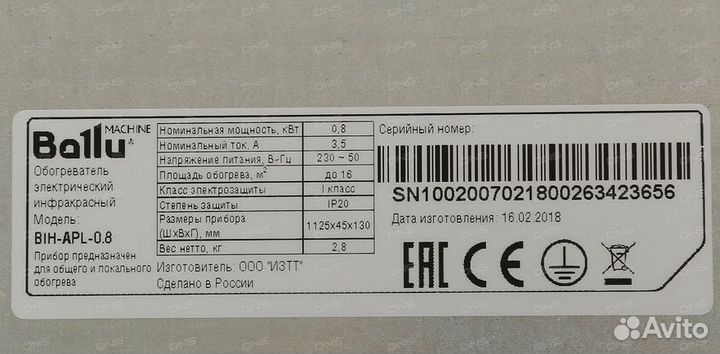 Ballu MACHINE
Обогреватель
электрический
инфракрасный
Модель:
BIH-APL-0.8
Прибор предназначен
для общего и локального
обогрева
Номинальная мощность, кВт 0,8
Номинальный ток, А 3,5
Напряжение питания, В~Гц 230 ~ 50
Площадь обогрева, м² до 16
Класс электрозащиты I класс
Степень защиты IP20
Размеры прибора
(ШxВxГ), мм 1125x45x130
Вес нетто, кг 2,8
Изготовитель: ООО "ИЗТТ"
Сделано в России
Серийный номер:
SN1002007021800263423656
Дата изготовления: 16.02.2018
EAC CE
Avito
DNS